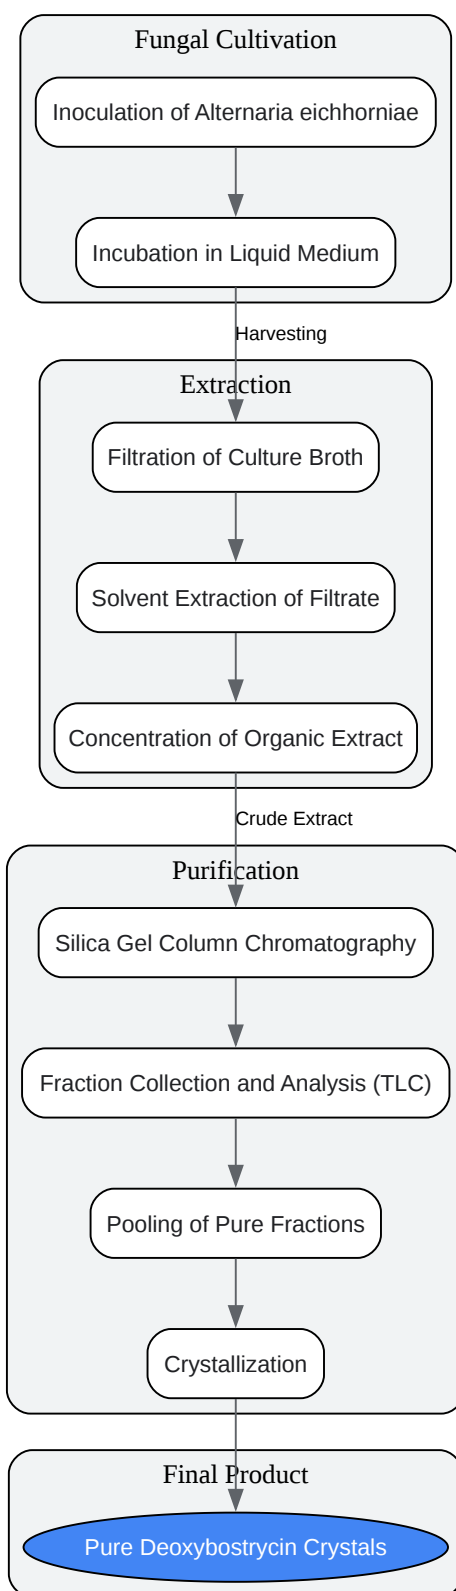 Fungal Cultivation
Inoculation of Alternaria eichhorniae
Incubation in Liquid Medium
Harvesting
Extraction
Filtration of Culture Broth
Solvent Extraction of Filtrate
Concentration of Organic Extract
Crude Extract
Purification
Silica Gel Column Chromatography
Fraction Collection and Analysis (TLC)
Pooling of Pure Fractions
Crystallization
Final Product
Pure Deoxybostrycin Crystals